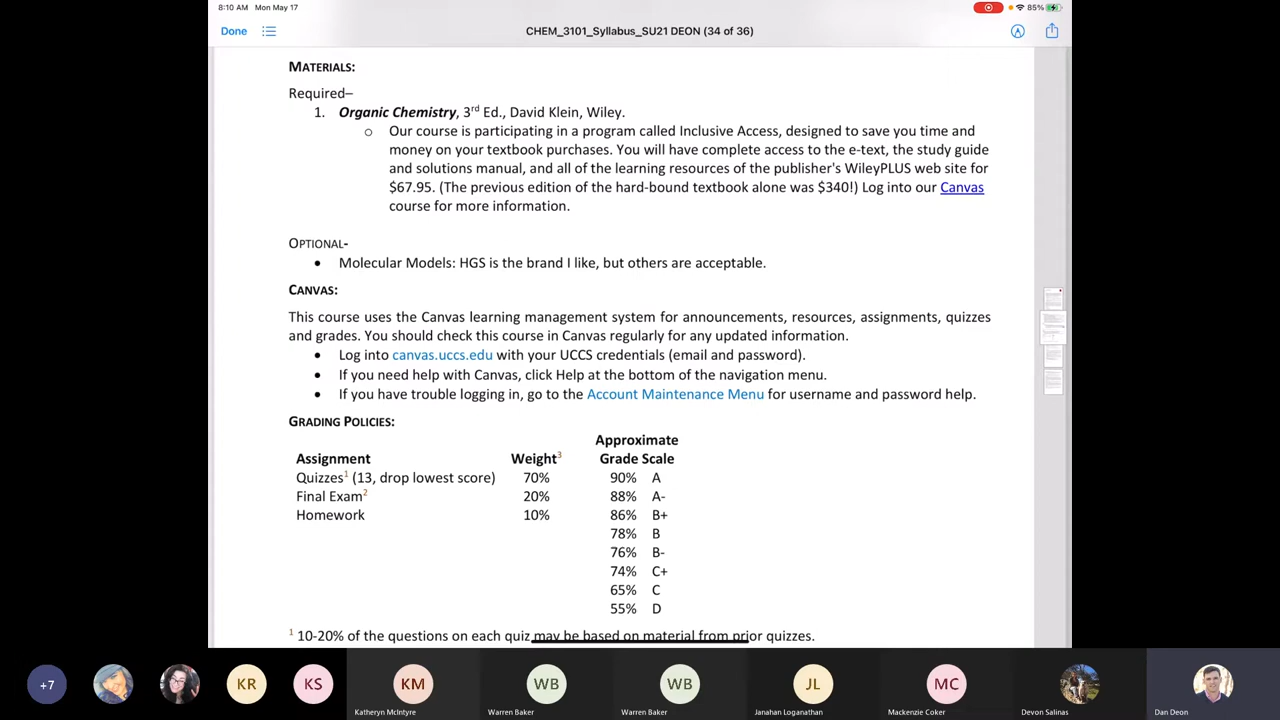 8:10 AM Mon May 17
85%
Done
CHEM_3101_Syllabus_SU21 DEON (34 of 36)
MATERIALS:
Required–
1. Organic Chemistry, 3rd Ed., David Klein, Wiley.
o Our course is participating in a program called Inclusive Access, designed to save you time and
money on your textbook purchases. You will have complete access to the e-text, the study guide
and solutions manual, and all of the learning resources of the publisher's WileyPLUS web site for
$67.95. (The previous edition of the hard-bound textbook alone was $340!) Log into our Canvas
course for more information.
OPTIONAL-
• Molecular Models: HGS is the brand I like, but others are acceptable.
CANVAS:
This course uses the Canvas learning management system for announcements, resources, assignments, quizzes
and grades. You should check this course in Canvas regularly for any updated information.
• Log into canvas.uccs.edu with your UCCS credentials (email and password).
• If you need help with Canvas, click Help at the bottom of the navigation menu.
• If you have trouble logging in, go to the Account Maintenance Menu for username and password help.
GRADING POLICIES:
Approximate
Assignment Weight3 Grade Scale
Quizzes1 (13, drop lowest score) 70% 90% A
Final Exam2 20% 88% A-
Homework 10% 86% B+
78% B
76% B-
74% C+
65% C
55% D
1 10-20% of the questions on each quiz may be based on material from prior quizzes.
+7 KR KS KM WB WB JL MC
Katheryn McIntyre Warren Baker Warren Baker Janahan Loganathan Mackenzie Coker Devon Salinas Dan Deon